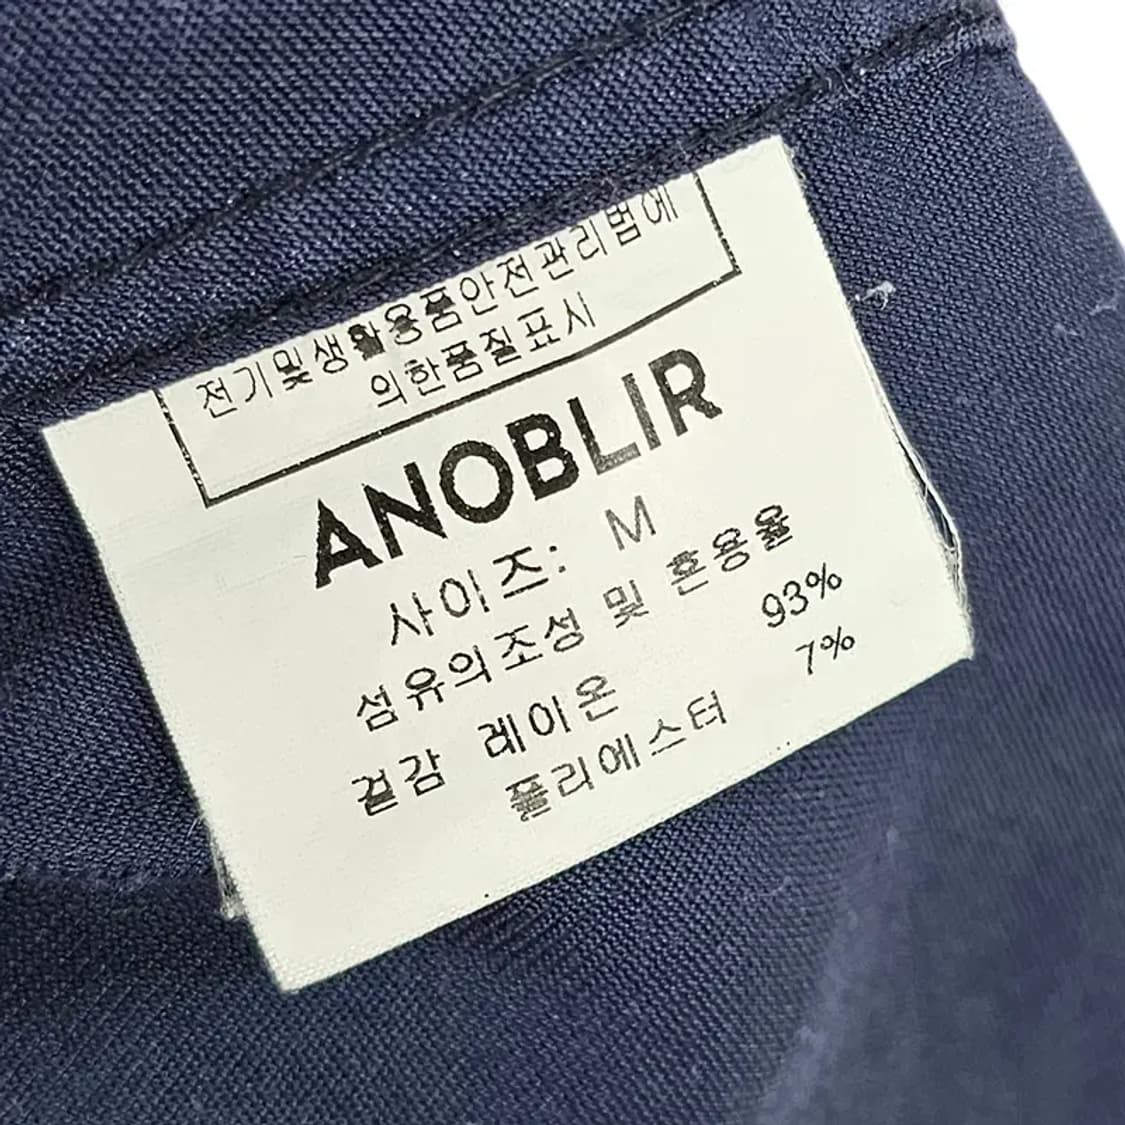 전기및생활용품안전관리법에
의한품질표시
ANOBLIR
사이즈: M
섬유의조성 및 혼용율
겉감 레이온 93%
폴리에스터 7%